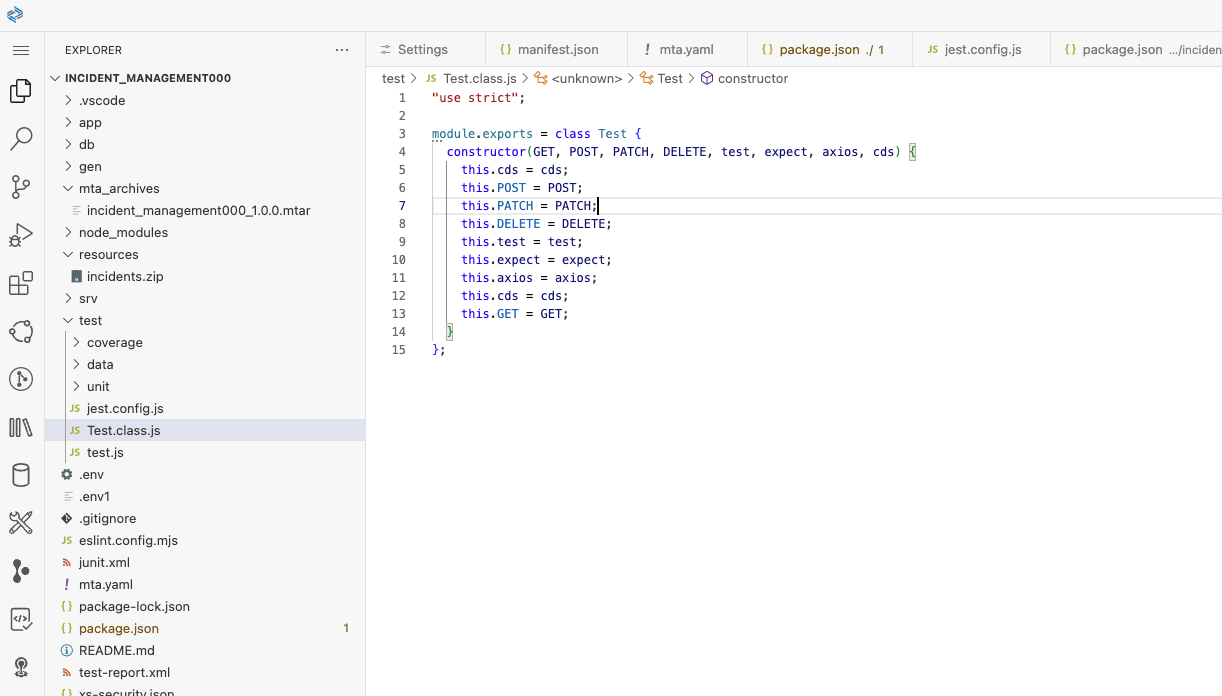 EXPLORER ...
Settings
{} manifest.json
! mta.yaml
{} package.json ./ 1
JS jest.config.js
{} package.json .../inciden
INCIDENT_MANAGEMENT000
.vscode
app
db
gen
mta_archives
incident_management000_1.0.0.mtar
node_modules
resources
incidents.zip
srv
test
coverage
data
unit
JS jest.config.js
JS Test.class.js
JS test.js
.env
.env1
.gitignore
JS eslint.config.mjs
junit.xml
! mta.yaml
{} package-lock.json
{} package.json 1
README.md
test-report.xml
{} xs-security.json
test > JS Test.class.js > <unknown> > Test > constructor
1 "use strict";
2
3 module.exports = class Test {
4 constructor(GET, POST, PATCH, DELETE, test, expect, axios, cds) {
5 this.cds = cds;
6 this.POST = POST;
7 this.PATCH = PATCH;
8 this.DELETE = DELETE;
9 this.test = test;
10 this.expect = expect;
11 this.axios = axios;
12 this.cds = cds;
13 this.GET = GET;
14 }
15 };